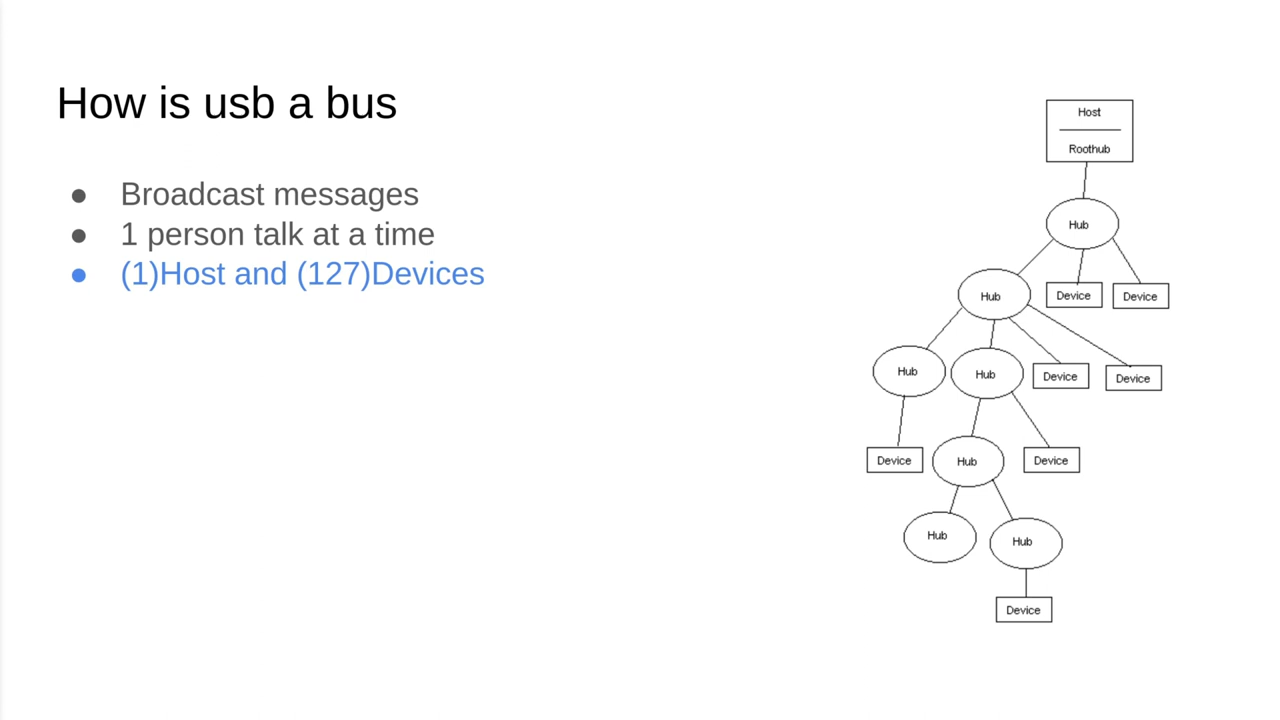 How is usb a bus
● Broadcast messages
● 1 person talk at a time
● (1)Host and (127)Devices
Host
Roothub
Hub
Hub
Device
Device
Hub
Hub
Device
Device
Device
Hub
Device
Hub
Hub
Device